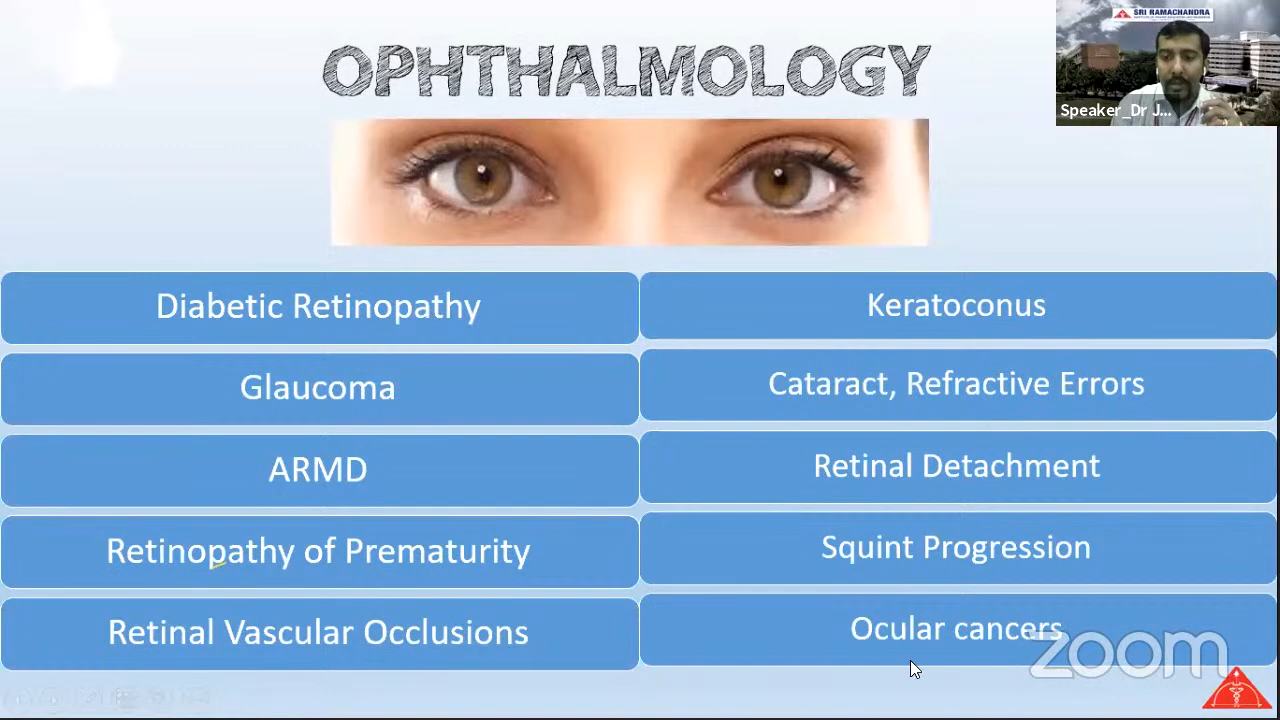 OPHTHALMOLOGY
SRI RAMACHANDRA
Speaker_Dr J...
Diabetic Retinopathy
Glaucoma
ARMD
Retinopathy of Prematurity
Retinal Vascular Occlusions
Keratoconus
Cataract, Refractive Errors
Retinal Detachment
Squint Progression
Ocular cancers
zoom